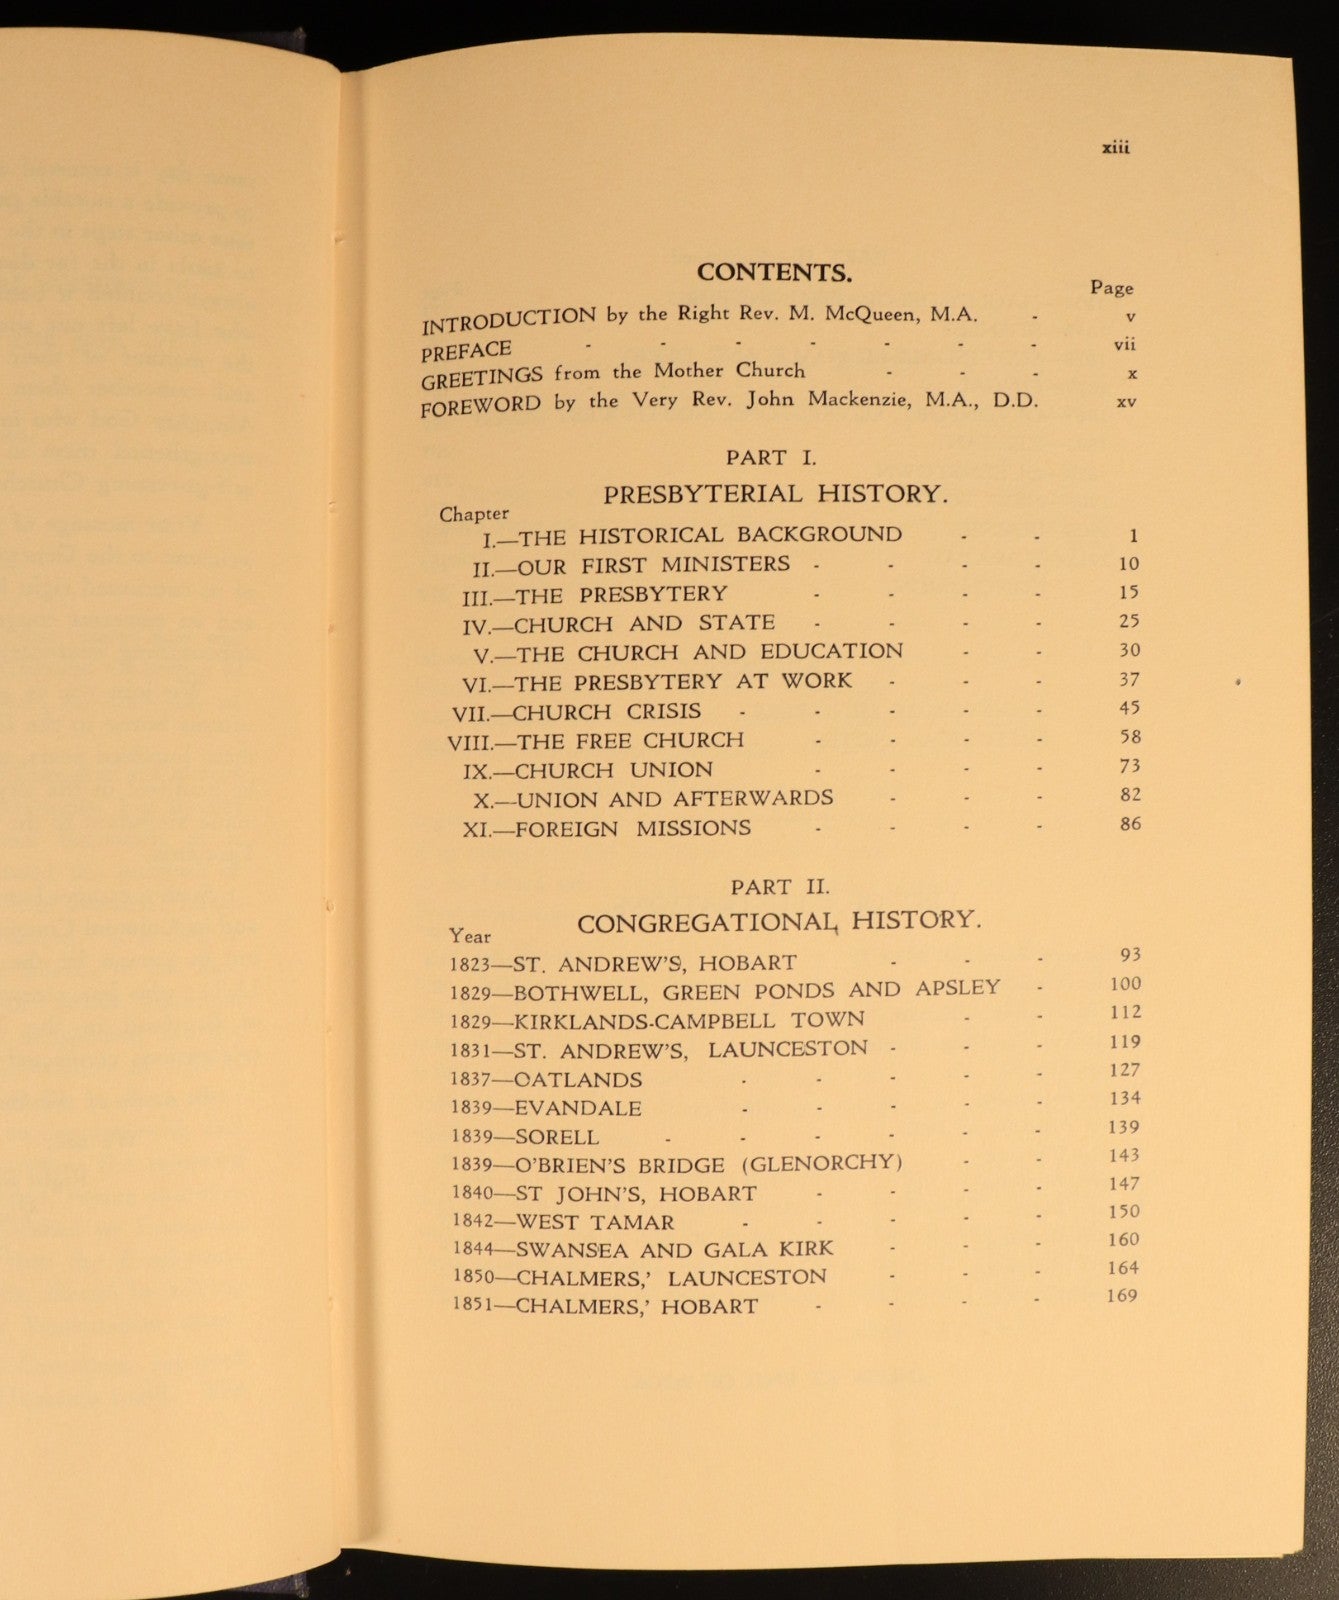 xiii
CONTENTS.
Page
INTRODUCTION by the Right Rev. M. McQueen, M.A. - v
PREFACE - - - - - - - vii
GREETINGS from the Mother Church - - - x
FOREWORD by the Very Rev. John Mackenzie, M.A., D.D. xv
PART I.
PRESBYTERIAL HISTORY.
Chapter
I.—THE HISTORICAL BACKGROUND - - 1
II.—OUR FIRST MINISTERS - - - - 10
III.—THE PRESBYTERY - - - - 15
IV.—CHURCH AND STATE - - - - 25
V.—THE CHURCH AND EDUCATION - - 30
VI.—THE PRESBYTERY AT WORK - - - 37
VII.—CHURCH CRISIS - - - - - 45
VIII.—THE FREE CHURCH - - - - 58
IX.—CHURCH UNION - - - - 73
X.—UNION AND AFTERWARDS - - - 82
XI.—FOREIGN MISSIONS - - - - 86
PART II.
CONGREGATIONAL HISTORY.
Year
1823—ST. ANDREW'S, HOBART - - - 93
1829—BOTHWELL, GREEN PONDS AND APSLEY - 100
1829—KIRKLANDS-CAMPBELL TOWN - - 112
1831—ST. ANDREW'S, LAUNCESTON - - - 119
1837—OATLANDS - - - - - 127
1839—EVANDALE - - - - - 134
1839—SORELL - - - - - - 139
1839—O'BRIEN'S BRIDGE (GLENORCHY) - - 143
1840—ST JOHN'S, HOBART - - - - 147
1842—WEST TAMAR - - - - - 150
1844—SWANSEA AND GALA KIRK - - - 160
1850—CHALMERS,' LAUNCESTON - - - 164
1851—CHALMERS,' HOBART - - - - 169